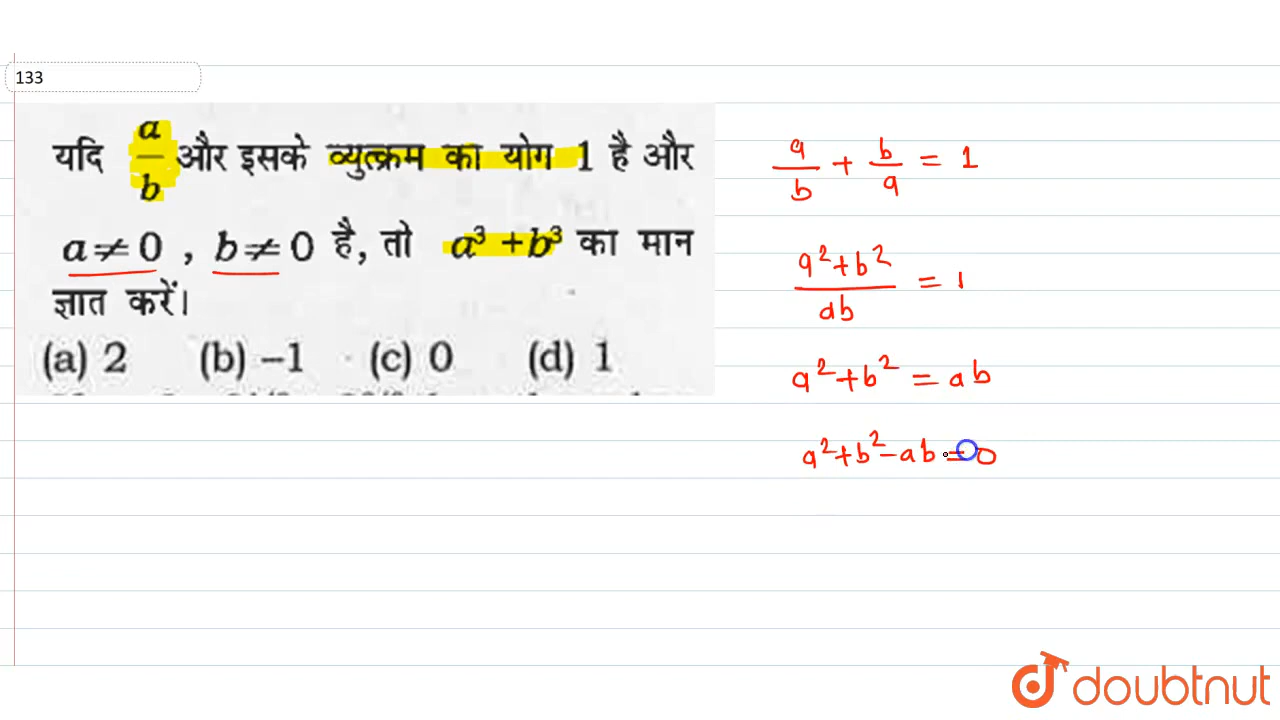 133
यदि a/b और इसके व्युत्क्रम का योग 1 है और
a≠0 , b≠0 है, तो a³ +b³ का मान
ज्ञात करें।
(a) 2 (b) –1 (c) 0 (d) 1
a/b + b/a = 1
a²+b²/ab = 1
a²+b² = ab
a²+b²–ab=0
doubtnut